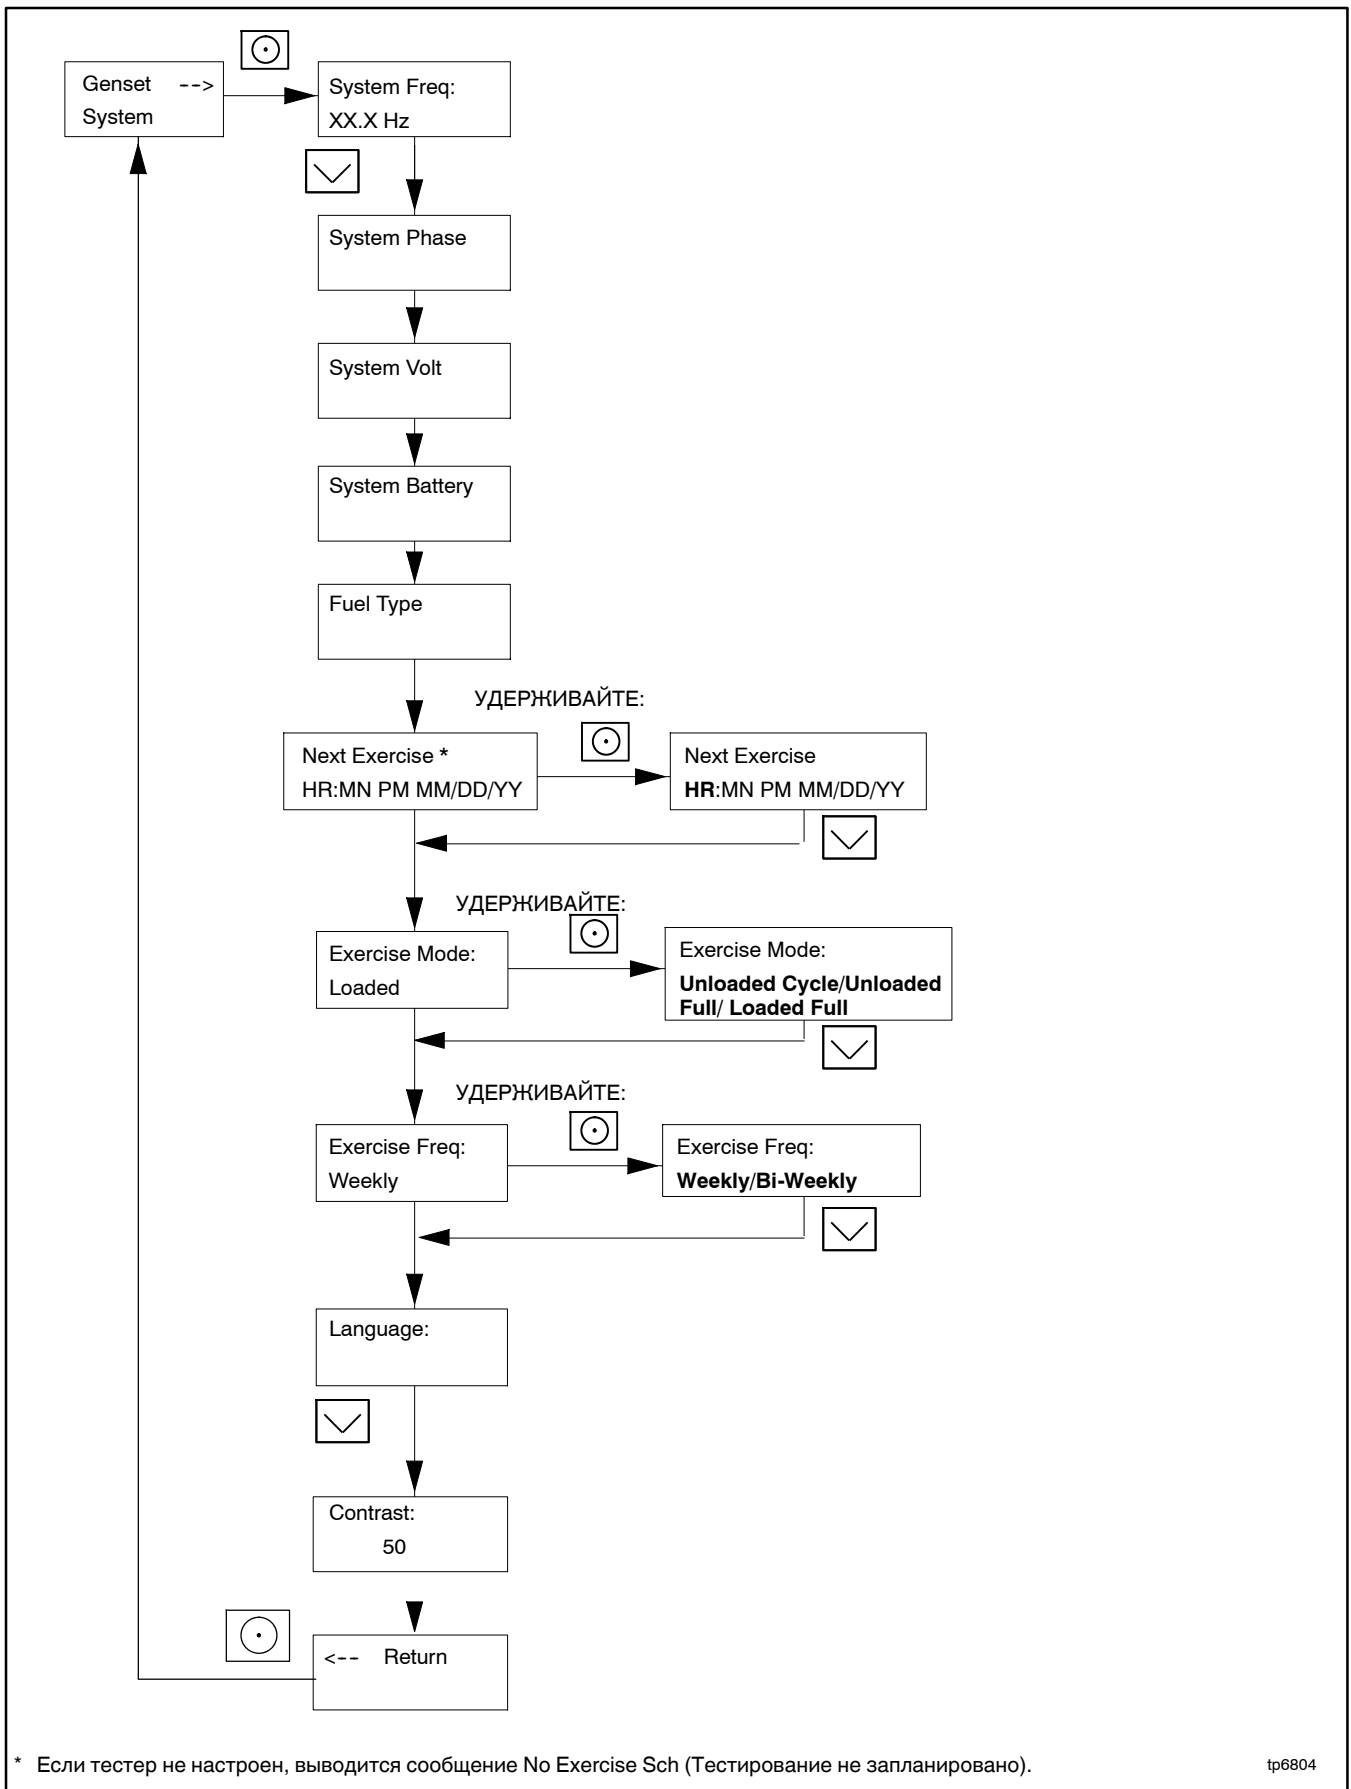 Genset -->
System
System Freq:
XX.X Hz
System Phase
System Volt
System Battery
Fuel Type
УДЕРЖИВАЙТЕ:
Next Exercise *
HR:MN PM MM/DD/YY
Next Exercise
HR:MN PM MM/DD/YY
УДЕРЖИВАЙТЕ:
Exercise Mode:
Loaded
Exercise Mode:
Unloaded Cycle/Unloaded
Full/ Loaded Full
УДЕРЖИВАЙТЕ:
Exercise Freq:
Weekly
Exercise Freq:
Weekly/Bi-Weekly
Language:
Contrast:
50
<-- Return
* Если тестер не настроен, выводится сообщение No Exercise Sch (Тестирование не запланировано).
tp6804